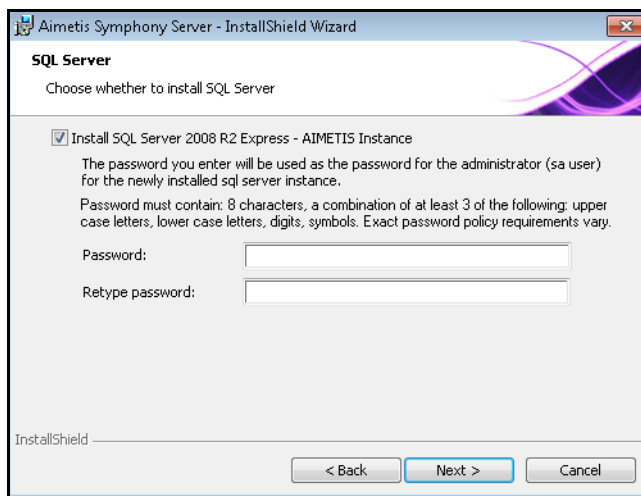 Aimetis Symphony Server - InstallShield Wizard
SQL Server
Choose whether to install SQL Server
Install SQL Server 2008 R2 Express - AIMETIS Instance
The password you enter will be used as the password for the administrator (sa user)
for the newly installed sql server instance.
Password must contain: 8 characters, a combination of at least 3 of the following: upper
case letters, lower case letters, digits, symbols. Exact password policy requirements vary.
Password:
Retype password:
InstallShield
< Back Next > Cancel